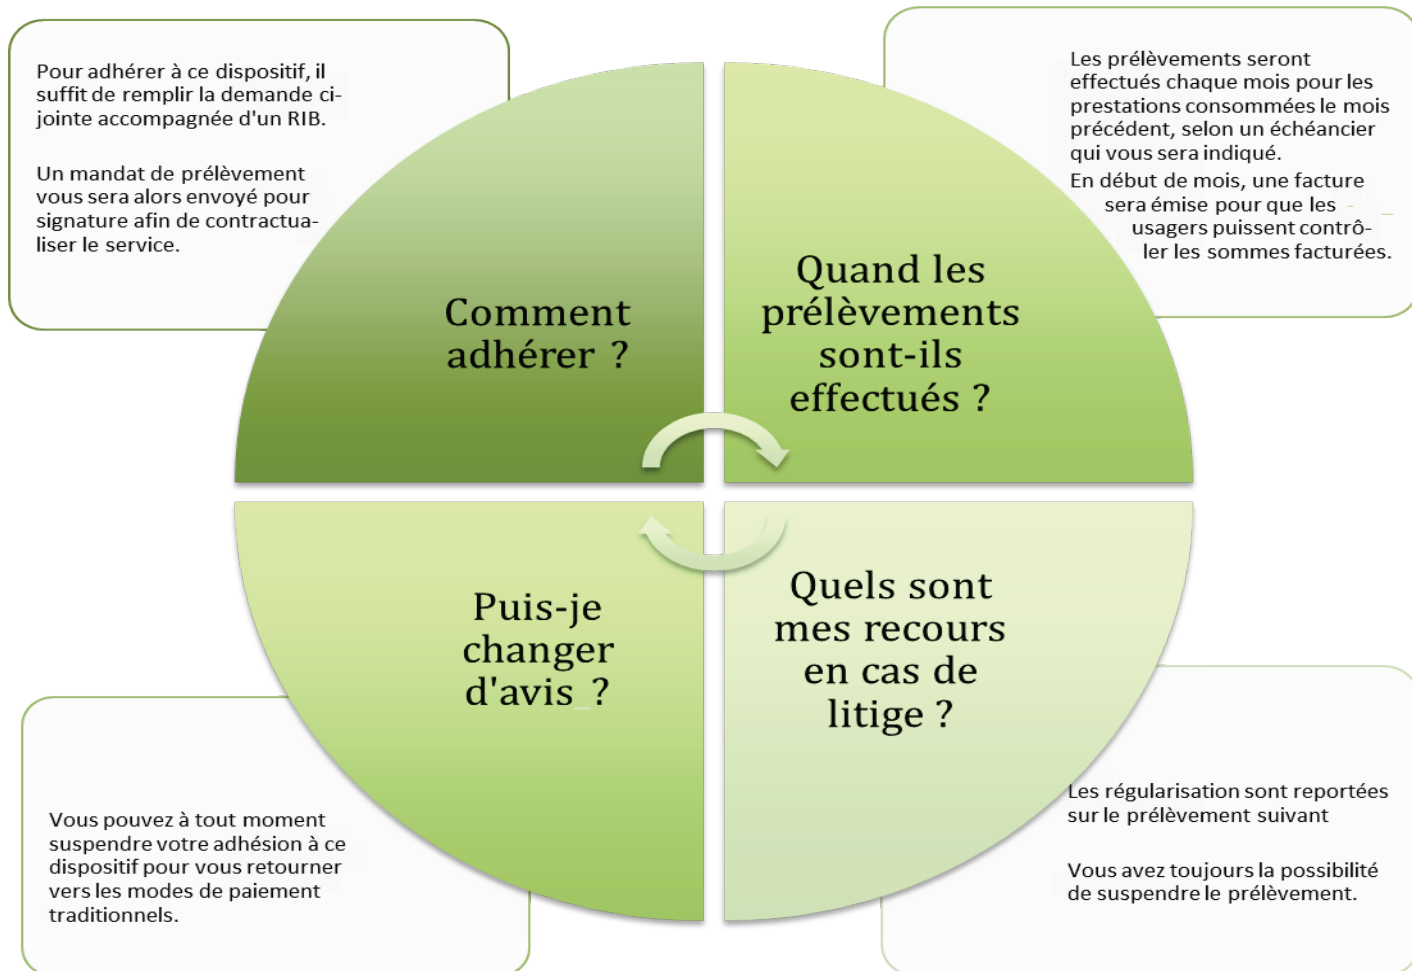 Pour adhérer à ce dispositif, il
suffit de remplir la demande ci-
jointe accompagnée d'un RIB.
Un mandat de prélèvement
vous sera alors envoyé pour
signature afin de contractua-
liser le service.
Comment
adhérer ?
Les prélèvements seront
effectués chaque mois pour les
prestations consommées le mois
précédent, selon un échéancier
qui vous sera indiqué.
En début de mois, une facture
sera émise pour que les
usagers puissent contrô-
ler les sommes facturées.
Quand les
prélèvements
sont-ils
effectués ?
Puis-je
changer
d'avis_?
Vous pouvez à tout moment
suspendre votre adhésion à ce
dispositif pour vous retourner
vers les modes de paiement
traditionnels.
Quels sont
mes recours
en cas de
litige ?
Les régularisation sont reportées
sur le prélèvement suivant
Vous avez toujours la possibilité
de suspendre le prélèvement.